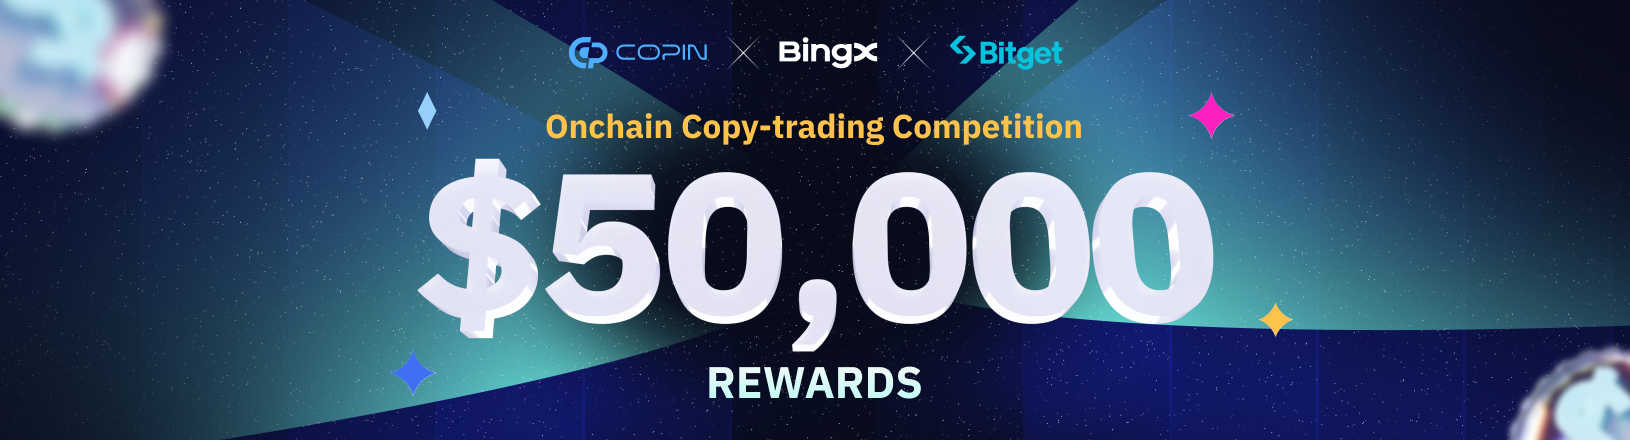 COPIN BingX Bitget
Onchain Copy-trading Competition
$50,000
REWARDS